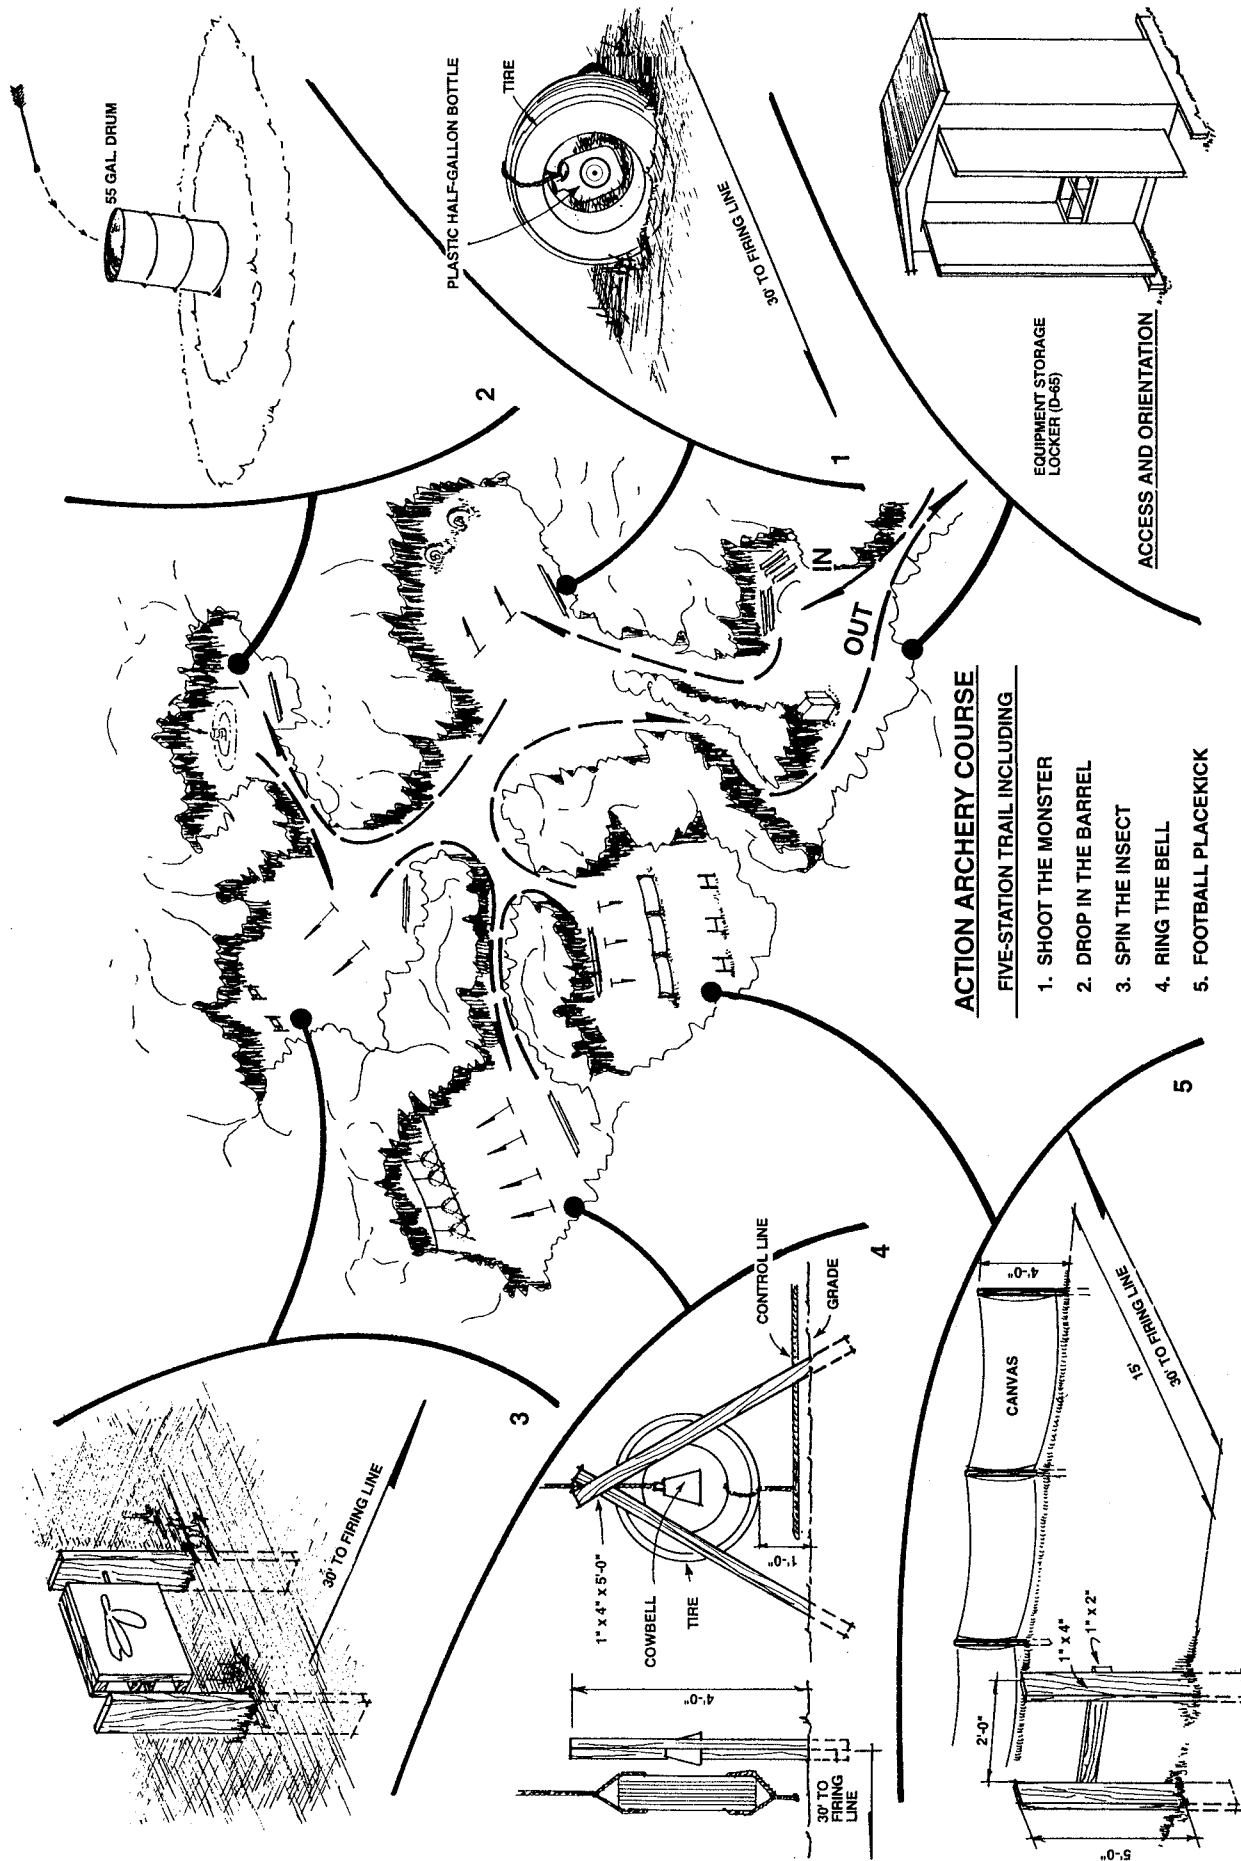 55 GAL. DRUM
2
PLASTIC HALF-GALLON BOTTLE
TIRE
30' TO FIRING LINE
1
EQUIPMENT STORAGE
LOCKER (D-65)
ACCESS AND ORIENTATION
IN
OUT
ACTION ARCHERY COURSE
FIVE-STATION TRAIL INCLUDING
1. SHOOT THE MONSTER
2. DROP IN THE BARREL
3. SPIN THE INSECT
4. RING THE BELL
5. FOOTBALL PLACEKICK
30' TO FIRING LINE
3
1" x 4" x 5'-0"
COWBELL
TIRE
CONTROL LINE
GRADE
1'-0"
4'-0"
30' TO
FIRING
LINE
4
CANVAS
4'-0"
15'
30' TO FIRING LINE
2'-0"
1" x 4"
1" x 2"
5'-0"
5